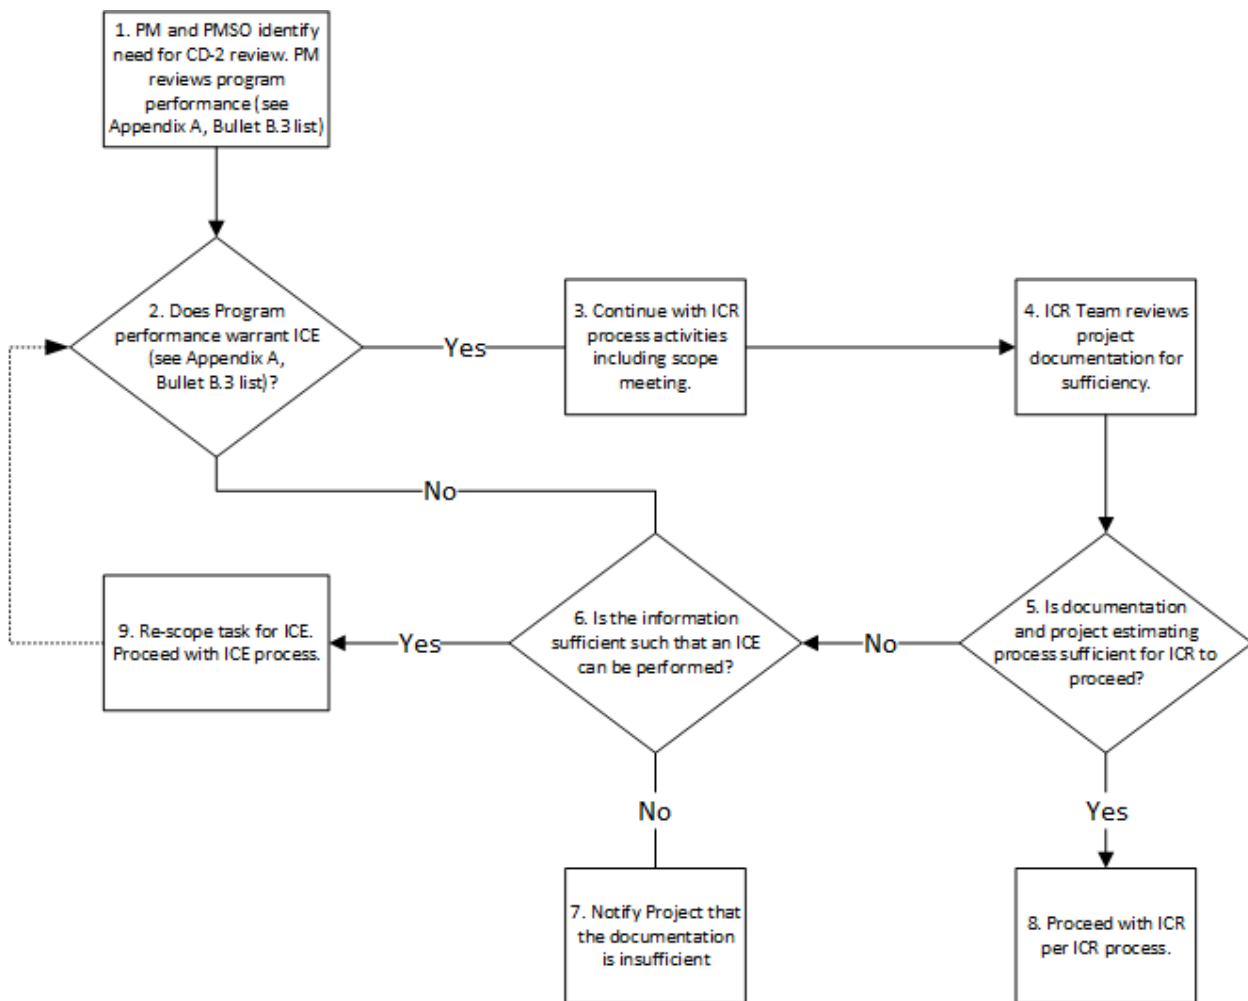 1. PM and PMSO identify
need for CD-2 review. PM
reviews program
performance (see
Appendix A, Bullet B.3 list)
2. Does Program
performance warrant ICE
(see Appendix A,
Bullet B.3 list)?
Yes
3. Continue with ICR
process activities
including scope
meeting.
4. ICR Team reviews
project
documentation for
sufficiency.
No
5. Is documentation
and project estimating
process sufficient for ICR to
proceed?
No
6. Is the information
sufficient such that an ICE
can be performed?
Yes
9. Re-scope task for ICE.
Proceed with ICE process.
No
7. Notify Project that
the documentation
is insufficient
Yes
8. Proceed with ICR
per ICR process.